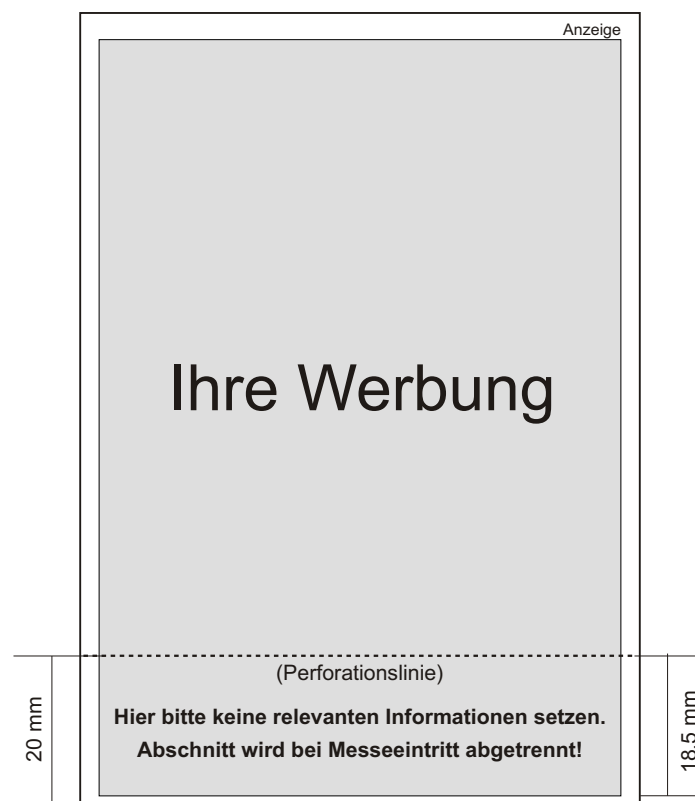 Anzeige
Ihre Werbung
(Perforationslinie)
Hier bitte keine relevanten Informationen setzen.
Abschnitt wird bei Messeeintritt abgetrennt!
20 mm
18.5 mm